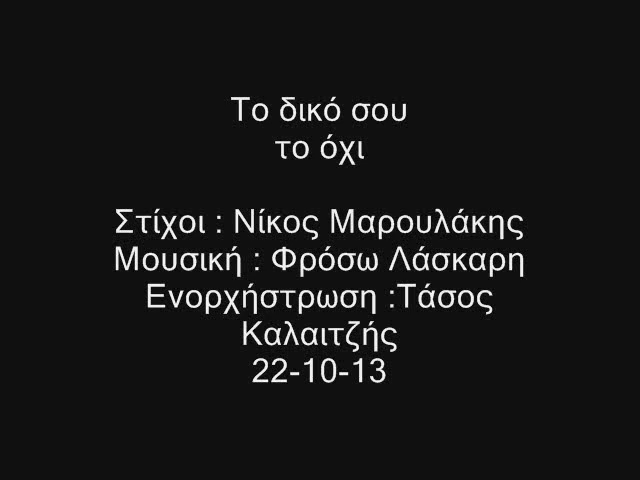 Το δικό σου
το όχι
Στίχοι : Νίκος Μαρουλάκης
Μουσική : Φρόσω Λάσκαρη
Ενορχήστρωση :Τάσος
Καλαιτζής
22-10-13